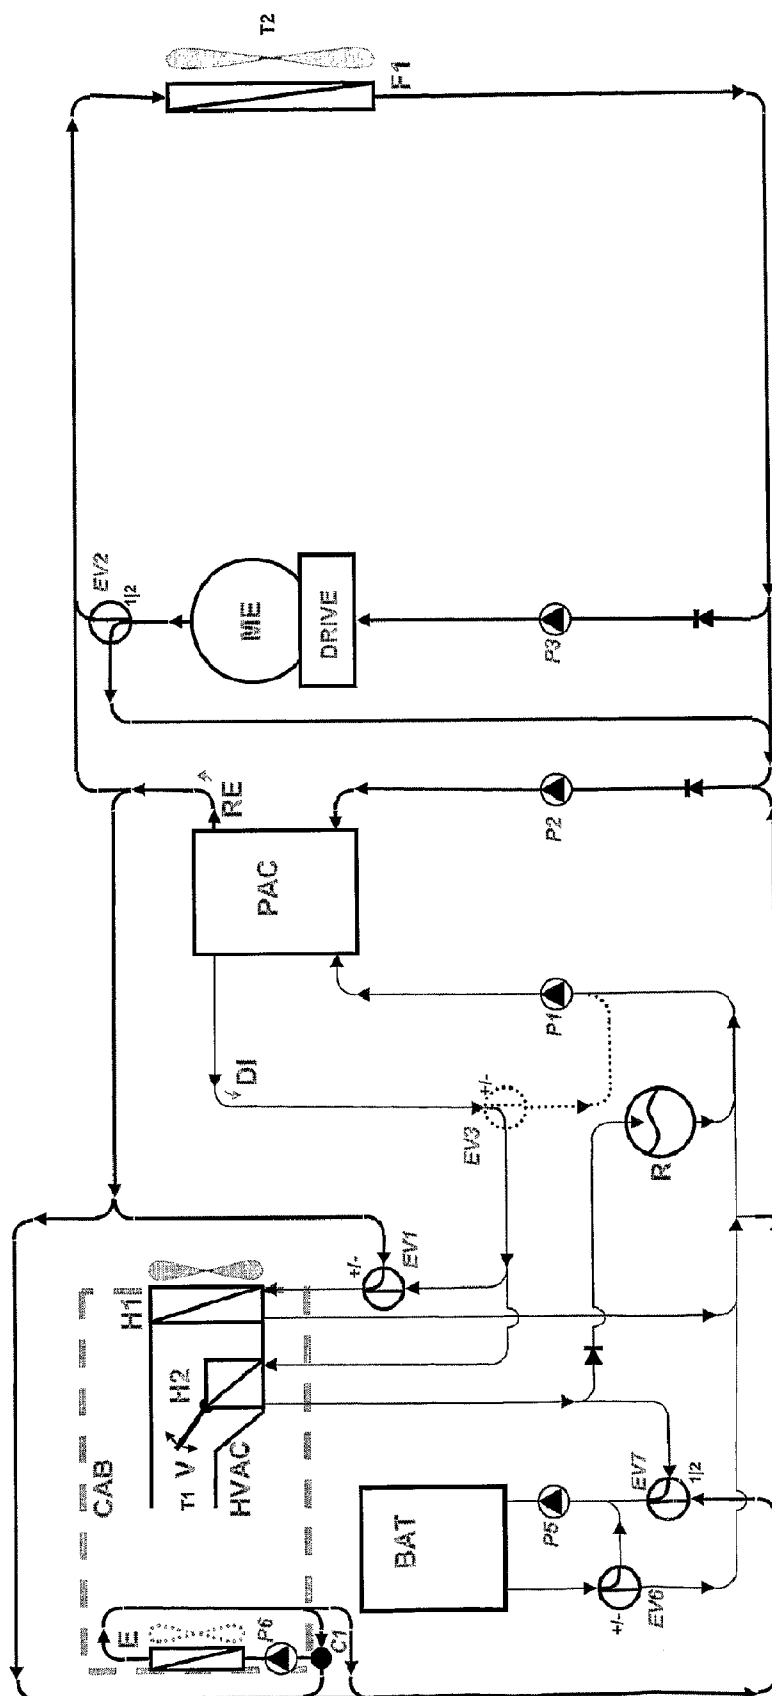 T2
F1
EV2
1|2
ME
DRIVE
P3
RE
PAC
P2
DI
P1
+/-
EV3
R
+/-
EV1
H1
H2
CAB
V
T1
HVAC
BAT
P5
EV7
1|2
+/-
EV6
E
P6
C1